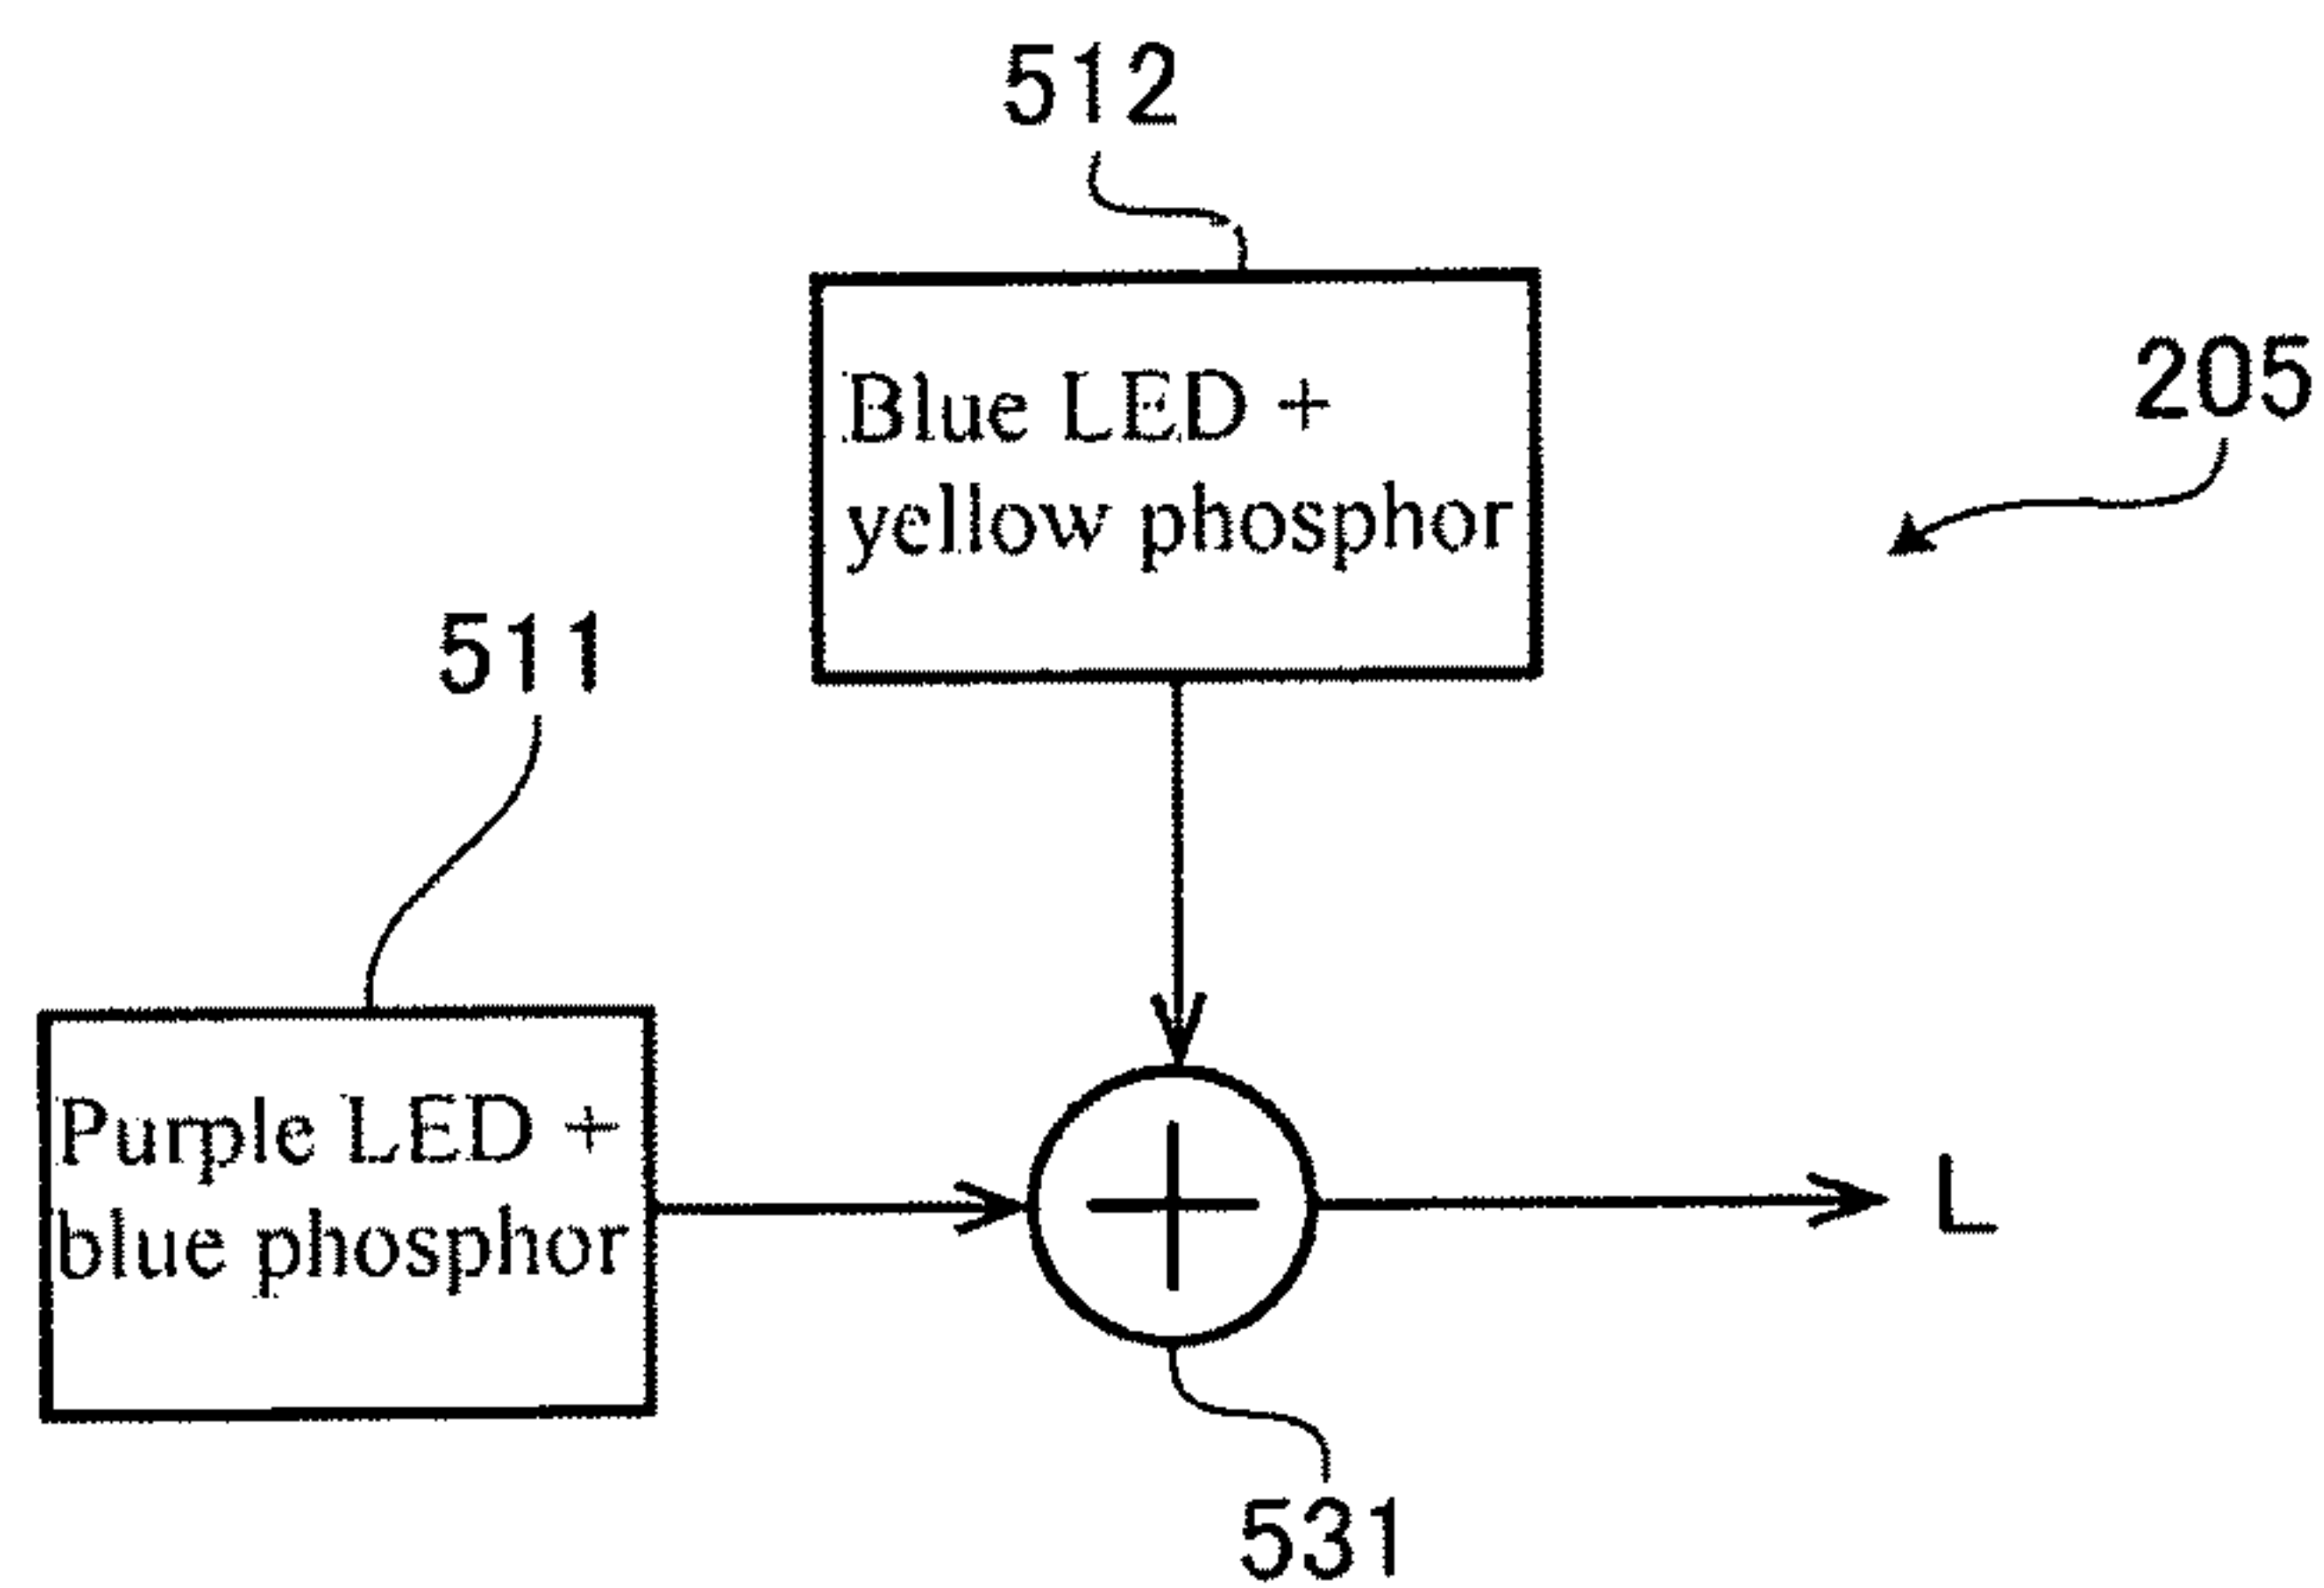 512
Blue LED +
yellow phosphor
205
511
Purple LED +
blue phosphor
L
531